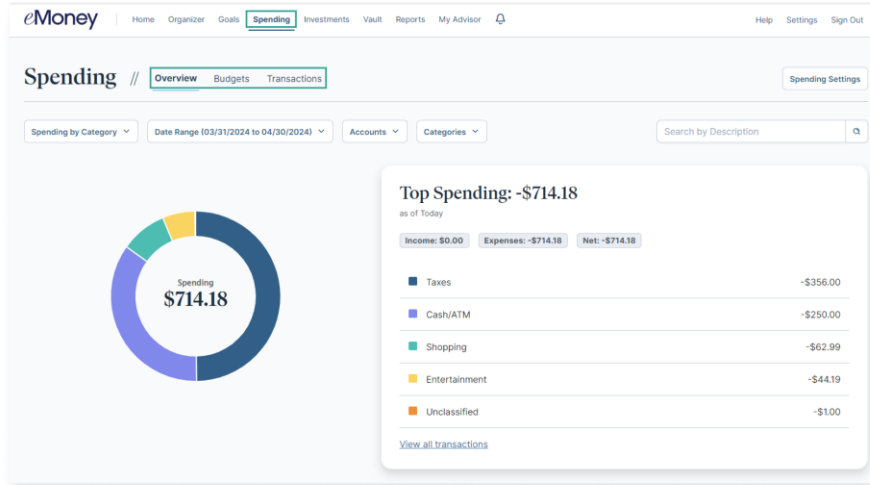 eMoney Home Organizer Goals Spending Investments Vault Reports My Advisor Help Settings Sign Out
Spending // Overview Budgets Transactions Spending Settings
Spending by Category Date Range (03/31/2024 to 04/30/2024) Accounts Categories Search by Description
Top Spending: -$714.18
as of Today
Income: $0.00 Expenses: -$714.18 Net: -$714.18
Spending
$714.18
Taxes -$356.00
Cash/ATM -$250.00
Shopping -$62.99
Entertainment -$44.19
Unclassified -$1.00
View all transactions